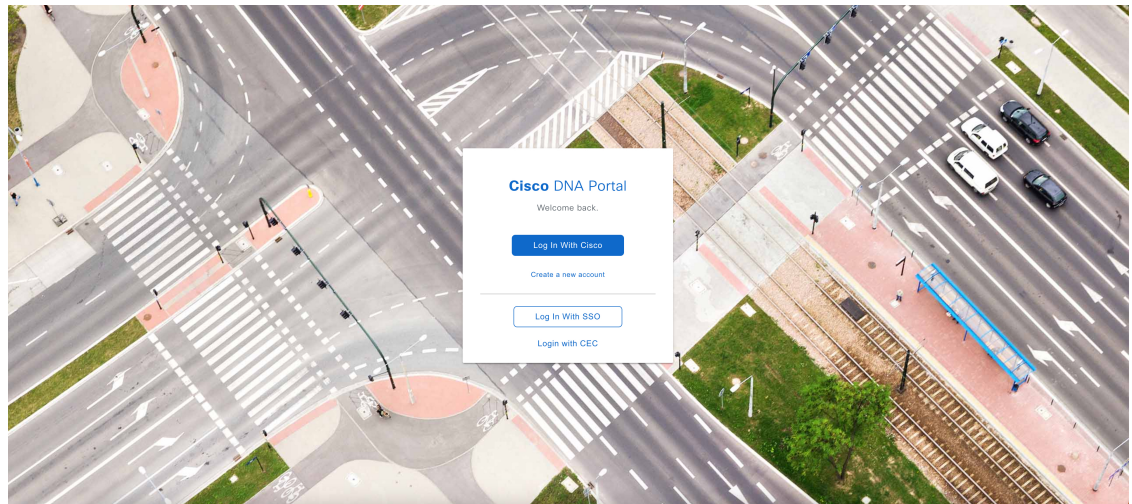 Cisco DNA Portal
Welcome back.
Log In With Cisco
Create a new account
Log In With SSO
Login with CEC